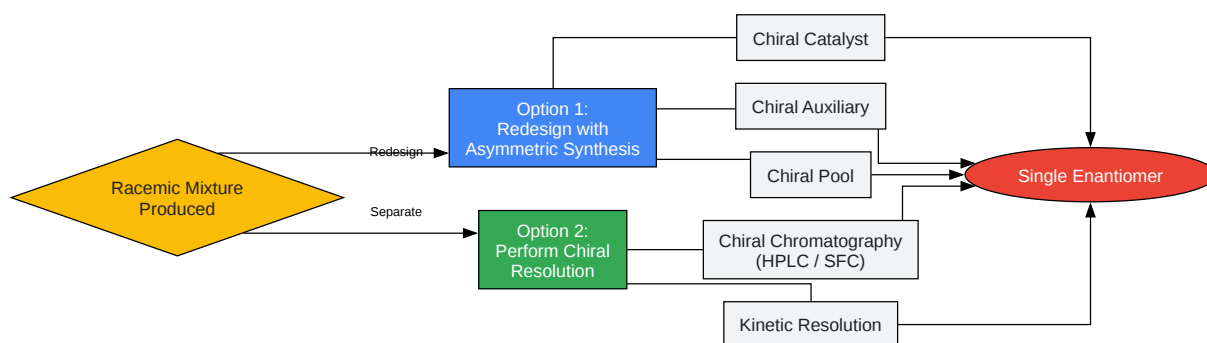 Racemic Mixture
Produced
Redesign
Separate
Option 1:
Redesign with
Asymmetric Synthesis
Option 2:
Perform Chiral
Resolution
Chiral Catalyst
Chiral Auxiliary
Chiral Pool
Chiral Chromatography
(HPLC / SFC)
Kinetic Resolution
Single Enantiomer